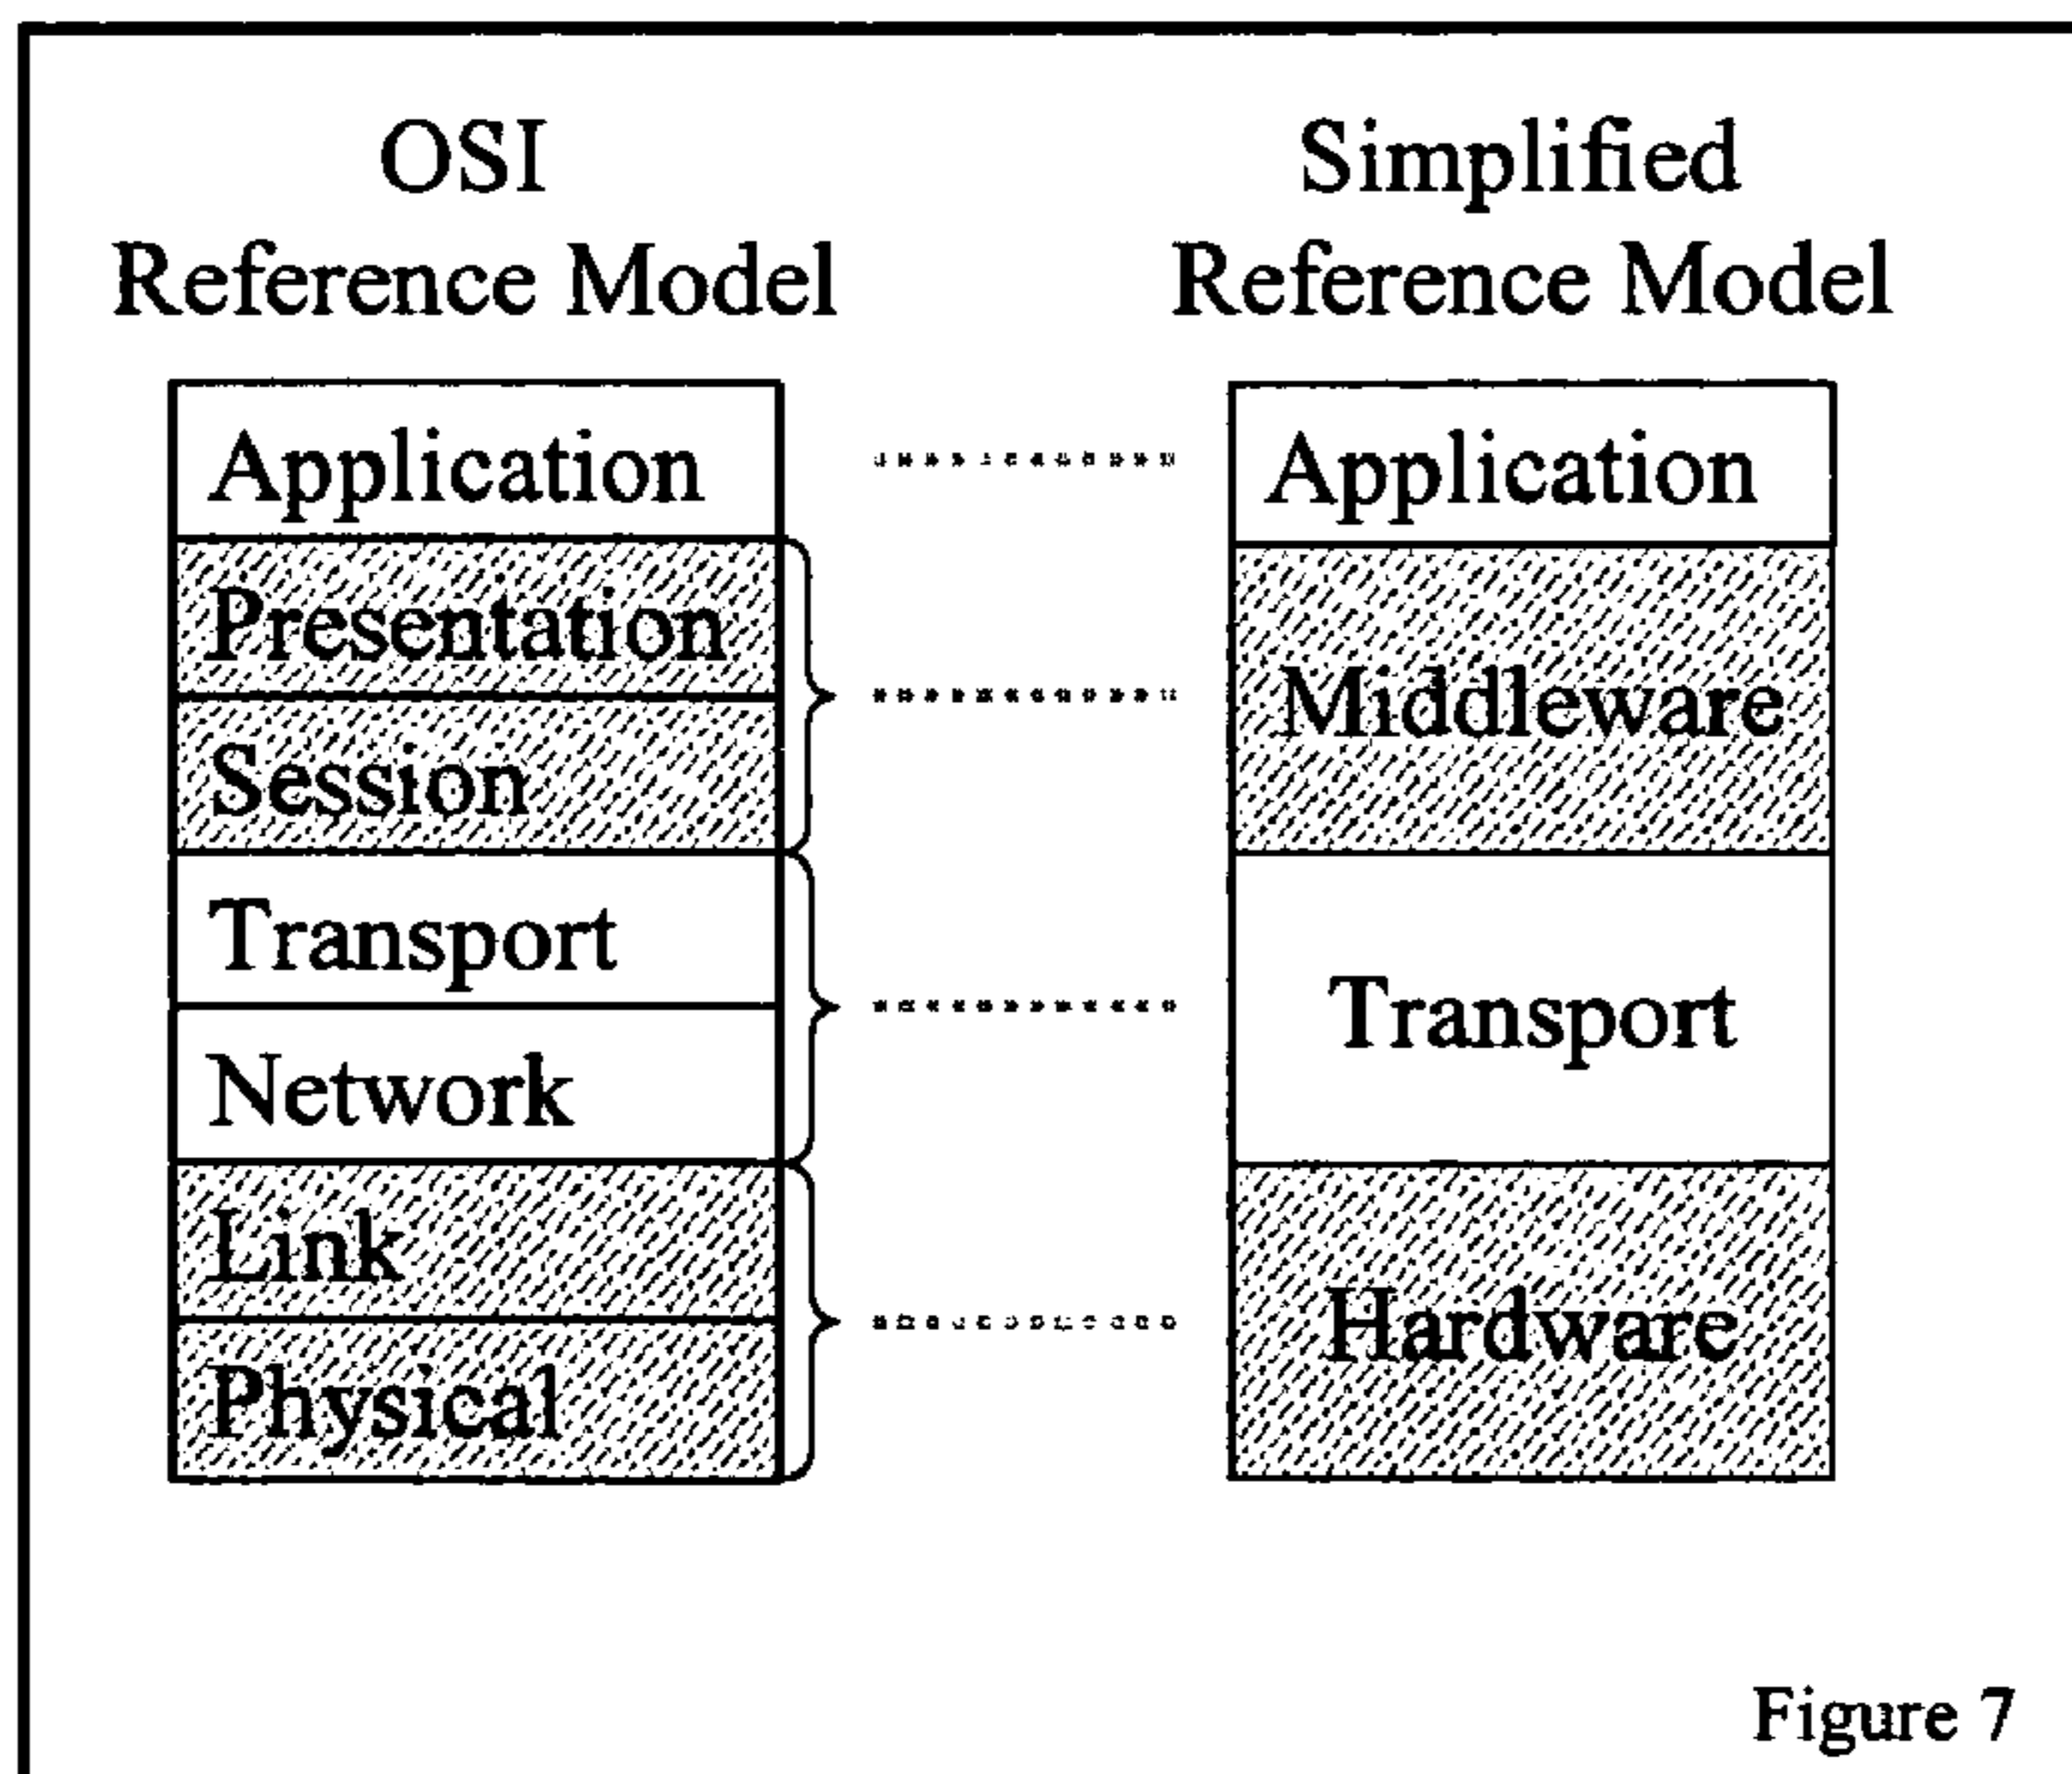 OSI
Reference Model
Application
Presentation
Session
Transport
Network
Link
Physical
Simplified
Reference Model
Application
Middleware
Transport
Hardware
Figure 7